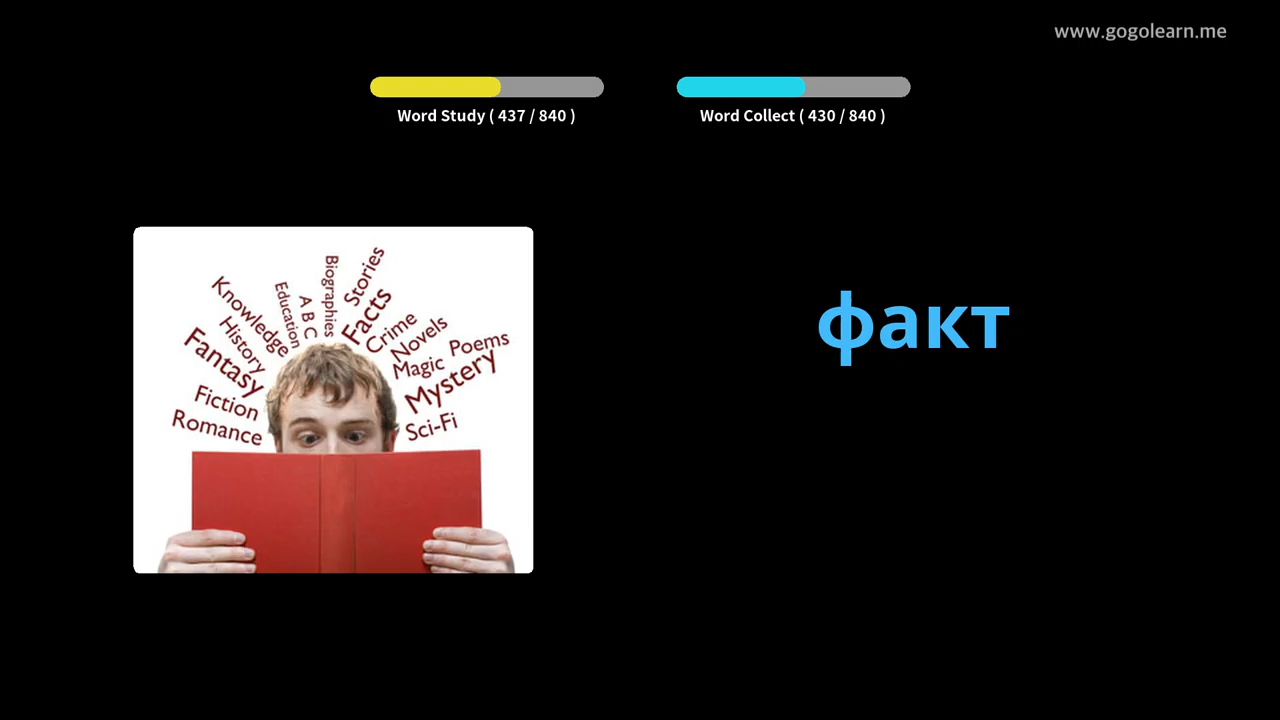 www.gogolearn.me
Word Study ( 437 / 840 )
Word Collect ( 430 / 840 )
Stories
Biographies
Facts
A B C
Education
Knowledge
Crime
History
Novels
Poems
Fantasy
Magic
Mystery
Fiction
Romance
Sci-Fi
факт